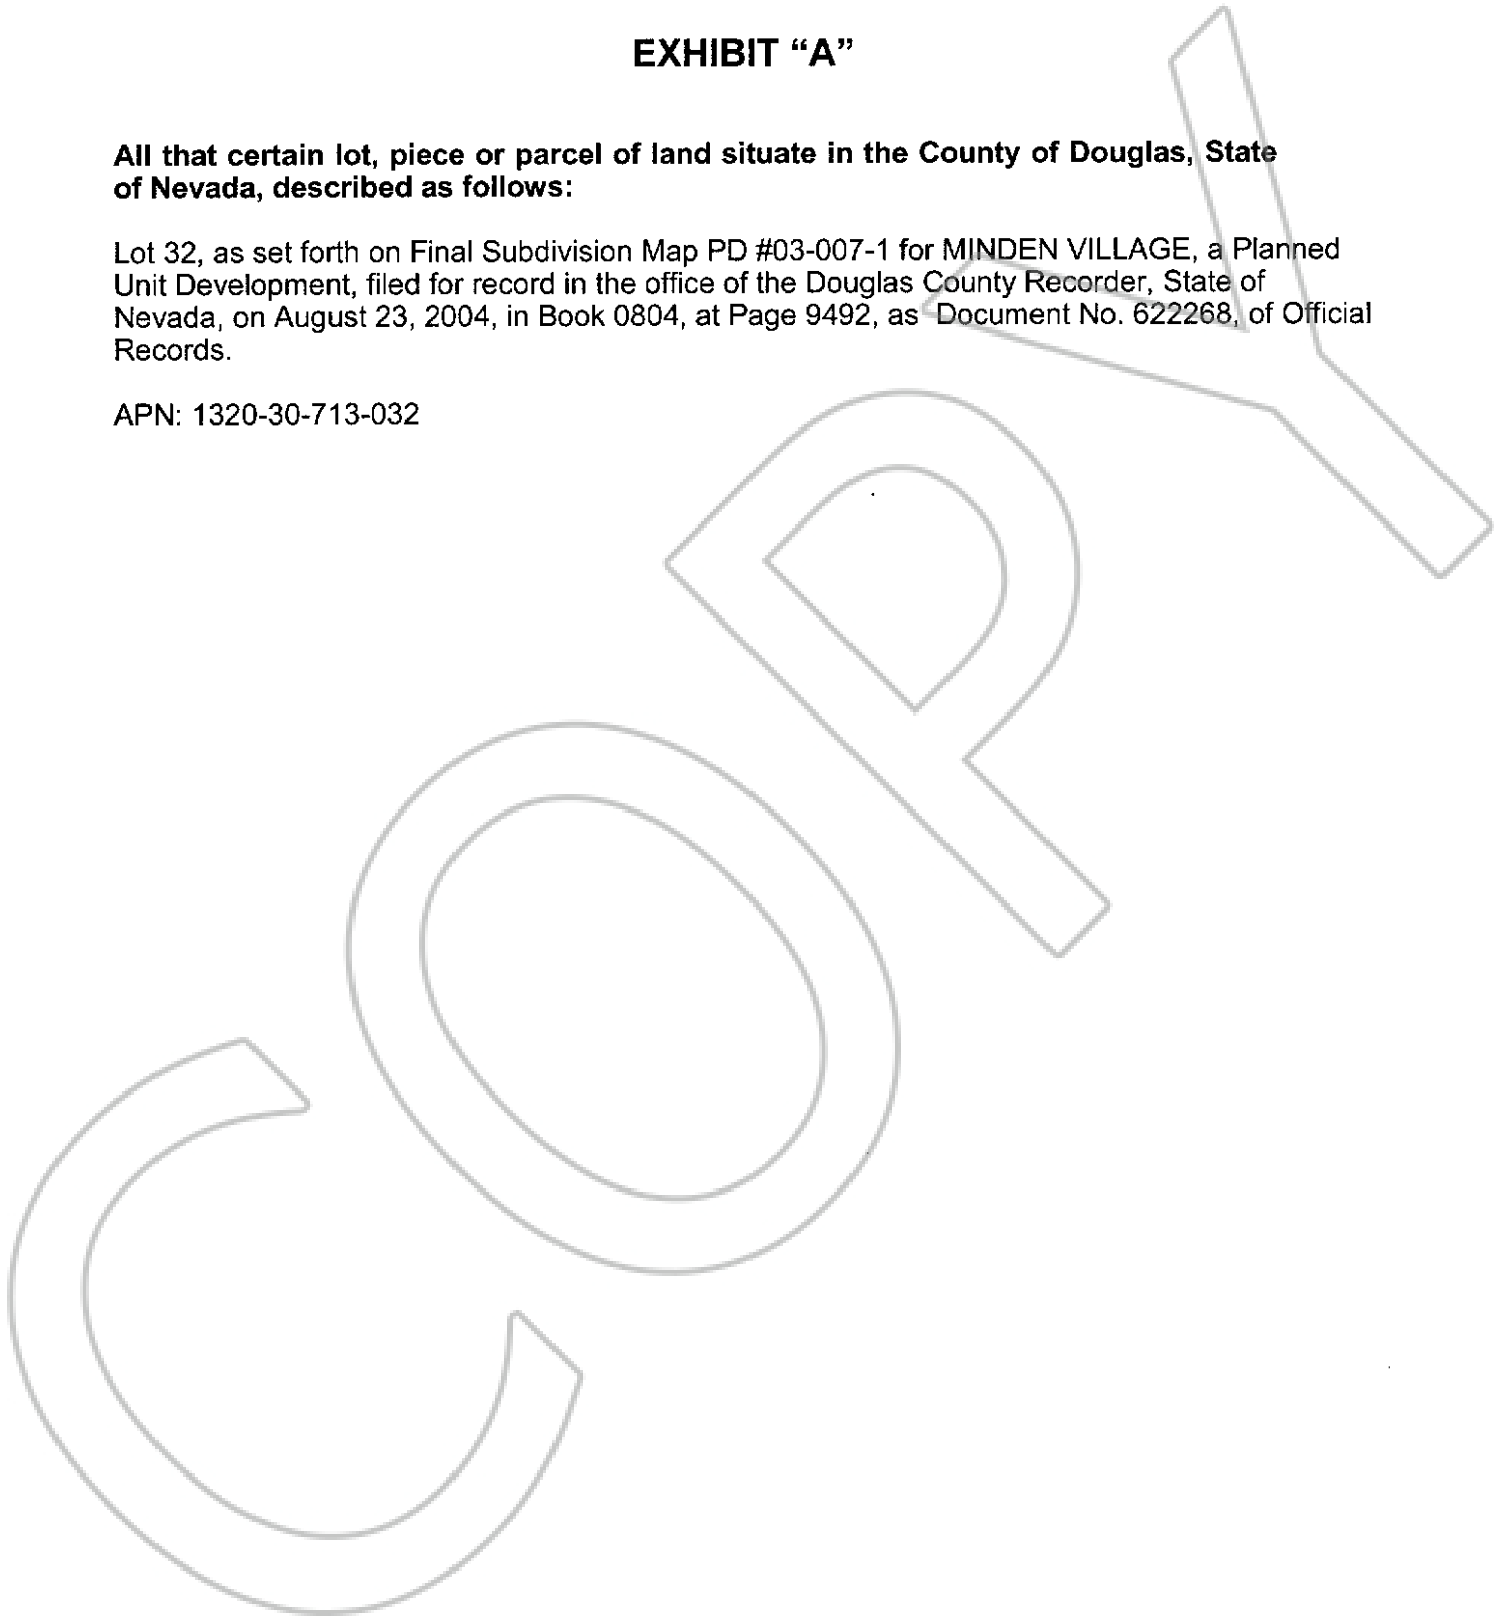 EXHIBIT “A”
All that certain lot, piece or parcel of land situate in the County of Douglas, State
of Nevada, described as follows:
Lot 32, as set forth on Final Subdivision Map PD #03-007-1 for MINDEN VILLAGE, a Planned
Unit Development, filed for record in the office of the Douglas County Recorder, State of
Nevada, on August 23, 2004, in Book 0804, at Page 9492, as Document No. 622268, of Official
Records.
APN: 1320-30-713-032
COPY